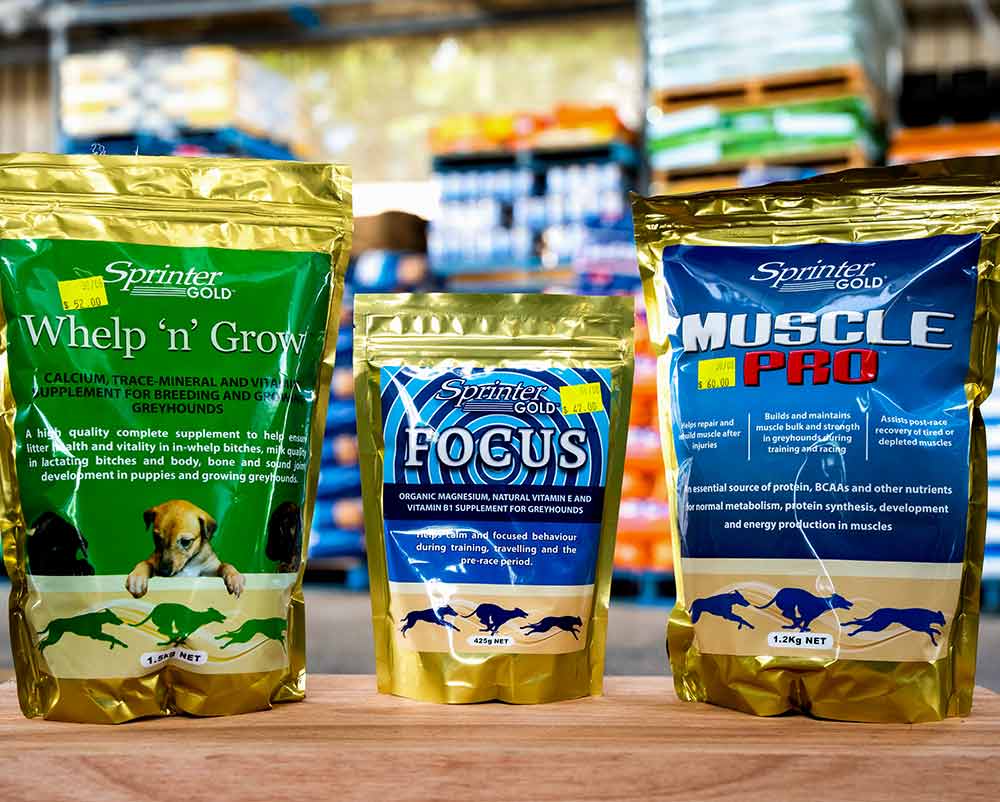 Sprinter
GOLD
30/08
$ 52.00
Whelp 'n' Grow
CALCIUM, TRACE-MINERAL AND
SUPPLEMENT FOR BREEDING AND
GREYHOUNDS
A high quality complete supplement to help ensure
litter health and vitality in in-whelp bitches, milk quality
in lactating bitches and body, bone and sound joint
development in puppies and growing greyhounds.
1.5Kg NET
Sprinter
GOLD
$ 42.00
FOCUS
ORGANIC MAGNESIUM, NATURAL VITAMIN E AND
VITAMIN B1 SUPPLEMENT FOR GREYHOUNDS
Helps calm and focused behaviour
during training, travelling and the
pre-race period.
425g NET
Sprinter
GOLD
MUSCLE
PRO
30/08
$ 60.00
Helps repair and
rebuild muscle after
injuries
Builds and maintains
muscle bulk and strength
in greyhounds during
training and racing
Assists post-race
recovery of tired or
depleted muscles
An essential source of protein, BCAAs and other nutrients
for normal metabolism, protein synthesis, development
and energy production in muscles
1.2Kg NET